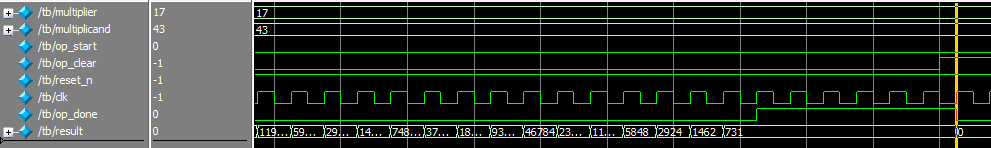 /tb/multiplier 17 17
/tb/multiplicand 43 43
/tb/op_start 0
/tb/op_clear -1
/tb/reset_n -1
/tb/clk -1
/tb/op_done 0
/tb/result 0 119... 59... 29... 14... 748... 37... 18... 93... 46784 23... 11... 5848 2924 1462 731 0